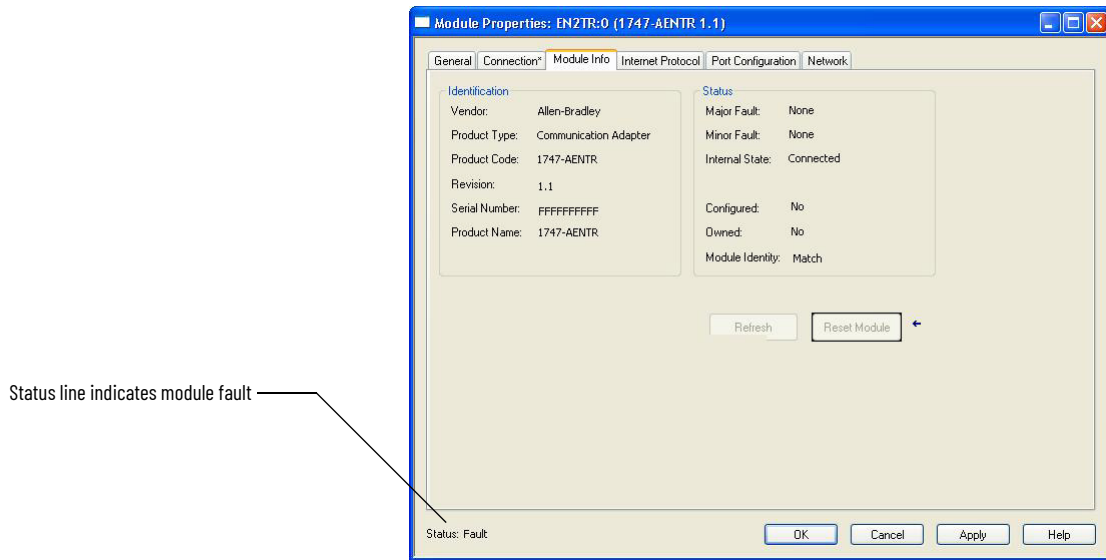 Module Properties: EN2TR:0 (1747-AENTR 1.1)
General Connection* Module Info Internet Protocol Port Configuration Network
Identification
Vendor: Allen-Bradley
Product Type: Communication Adapter
Product Code: 1747-AENTR
Revision: 1.1
Serial Number: FFFFFFFFFF
Product Name: 1747-AENTR
Status
Major Fault: None
Minor Fault: None
Internal State: Connected
Configured: No
Owned: No
Module Identity: Match
Refresh Reset Module
Status line indicates module fault
Status: Fault
OK Cancel Apply Help